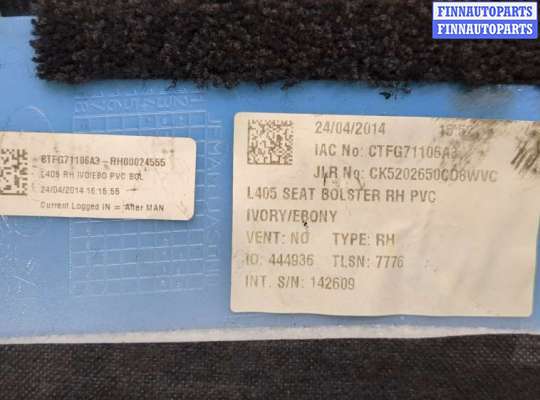 FINNAUTOPARTS
FINNAUTOPARTS
CTFG71106A3 - RH00024555
L405 RH IVO/EBO PVC BOL
24/04/2014 16:15:55
Current Logged IN = After MAN
24/04/2014
IAC No: CTFG71106A3
JLR No: CK5202650CD8WVC
L405 SEAT BOLSTER RH PVC
IVORY/EBONY
VENT: NO TYPE: RH
ID: 444936 TLSN: 7776
INT. S/N: 142609